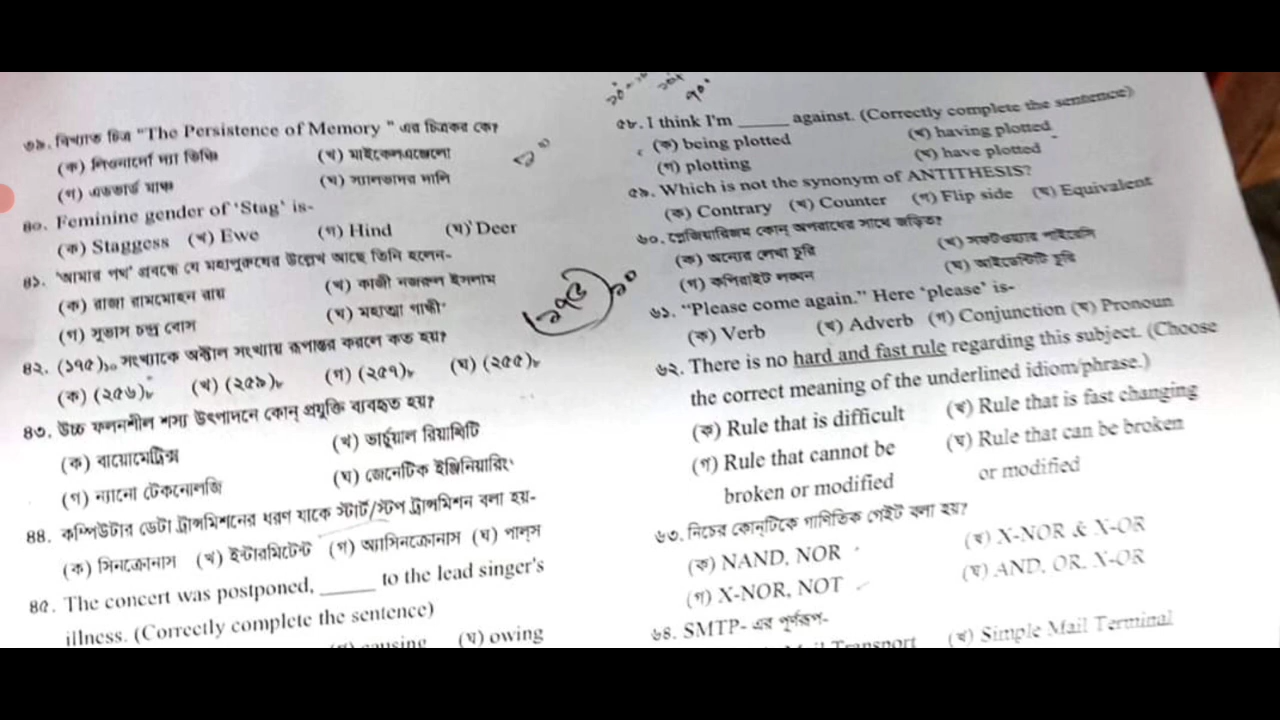 ৩৯. বিখ্যাত চিত্র "The Persistence of Memory " এর চিত্রকর কে?
(ক) লিওনার্দো দ্যা ভিঞ্চি (খ) মাইকেলএঞ্জেলো
(গ) এডভার্ড মাঞ্চ (ঘ) স্যালভাদর দালি
৪০. Feminine gender of 'Stag' is-
(ক) Staggess (খ) Ewe (গ) Hind (ঘ) Deer
৪১. 'আমার পথ' প্রবন্ধে যে মহাপুরুষের উল্লেখ আছে তিনি হলেন-
(ক) রাজা রামমোহন রায় (খ) কাজী নজরুল ইসলাম
(গ) সুভাস চন্দ্র বোস (ঘ) মহাত্মা গান্ধী
৪২. (১৭৫)₁₀ সংখ্যাকে অক্টাল সংখ্যায় রূপান্তর করলে কত হয়?
(ক) (২৫৬)₈ (খ) (২৫৯)₈ (গ) (২৫৭)₈ (ঘ) (২৫৫)₈
৪৩. উচ্চ ফলনশীল শস্য উৎপাদনে কোন্ প্রযুক্তি ব্যবহৃত হয়?
(ক) বায়োমেট্রিক্স (খ) ভার্চুয়াল রিয়্যালিটি
(গ) ন্যানো টেকনোলজি (ঘ) জেনেটিক ইঞ্জিনিয়ারিং
৪৪. কম্পিউটার ডেটা ট্রান্সমিশনের ধরণ যাকে স্টার্ট/স্টপ ট্রান্সমিশন বলা হয়-
(ক) সিনক্রোনাস (খ) ইন্টারমিটেন্ট (গ) অ্যাসিনক্রোনাস (ঘ) পালস
৪৫. The concert was postponed, _____ to the lead singer's
illness. (Correctly complete the sentence)
(গ) causing (ঘ) owing
৫৮. I think I'm _____ against. (Correctly complete the sentence)
(ক) being plotted (খ) having plotted
(গ) plotting (ঘ) have plotted
৫৯. Which is not the synonym of ANTITHESIS?
(ক) Contrary (খ) Counter (গ) Flip side (ঘ) Equivalent
৬০. প্লেজিয়ারিজম কোন্ অপরাধের সাথে জড়িত?
(ক) অন্যের লেখা চুরি (খ) সফটওয়্যার পাইরেসি
(গ) কপিরাইট লঙ্ঘন (ঘ) আইডেন্টিটি চুরি
৬১. "Please come again." Here 'please' is-
(ক) Verb (খ) Adverb (গ) Conjunction (ঘ) Pronoun
৬২. There is no hard and fast rule regarding this subject. (Choose
the correct meaning of the underlined idiom/phrase.)
(ক) Rule that is difficult (খ) Rule that is fast changing
(গ) Rule that cannot be (ঘ) Rule that can be broken
broken or modified or modified
৬৩. নিচের কোন্‌টিকে গাণিতিক গেইট বলা হয়?
(ক) NAND, NOR (খ) X-NOR & X-OR
(গ) X-NOR, NOT (ঘ) AND, OR, X-OR
৬৪. SMTP- এর পূর্ণরূপ-
Mail Transport (খ) Simple Mail Terminal